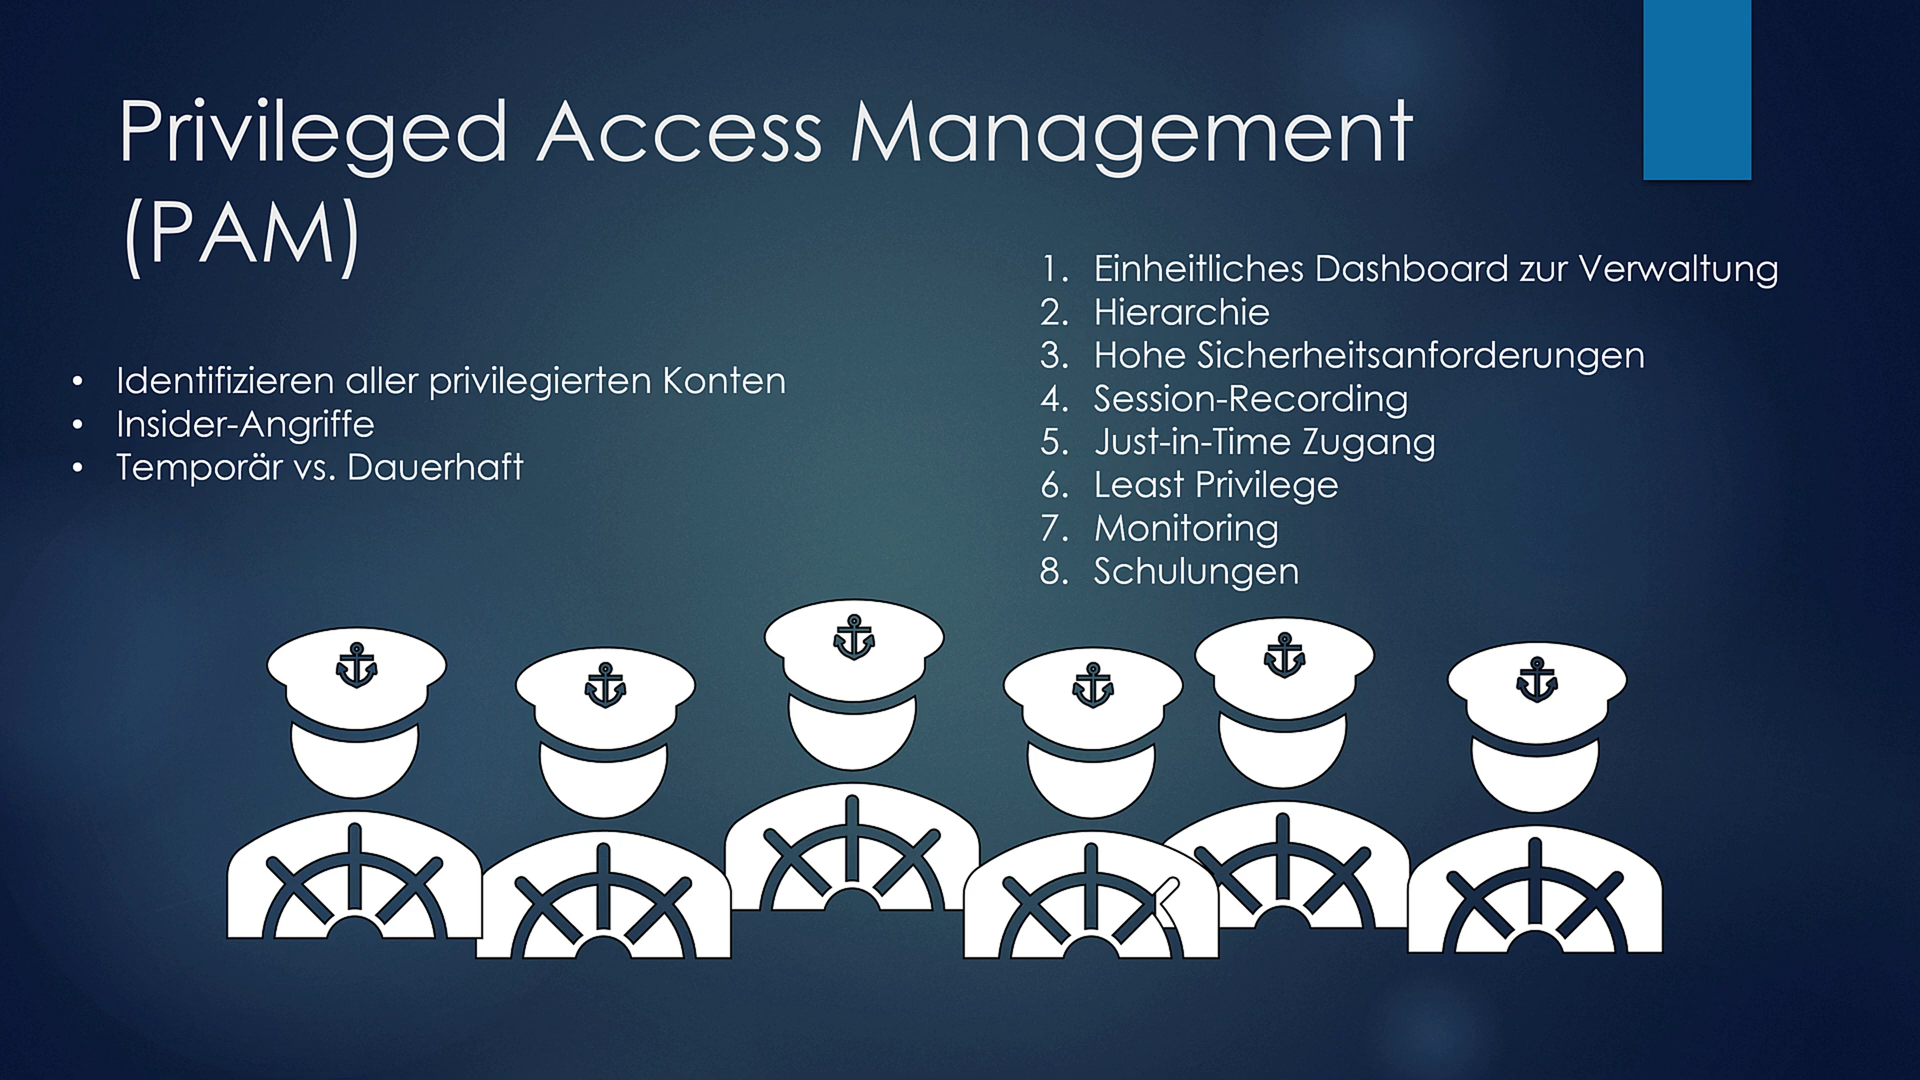 Privileged Access Management
(PAM)
• Identifizieren aller privilegierten Konten
• Insider-Angriffe
• Temporär vs. Dauerhaft
1. Einheitliches Dashboard zur Verwaltung
2. Hierarchie
3. Hohe Sicherheitsanforderungen
4. Session-Recording
5. Just-in-Time Zugang
6. Least Privilege
7. Monitoring
8. Schulungen